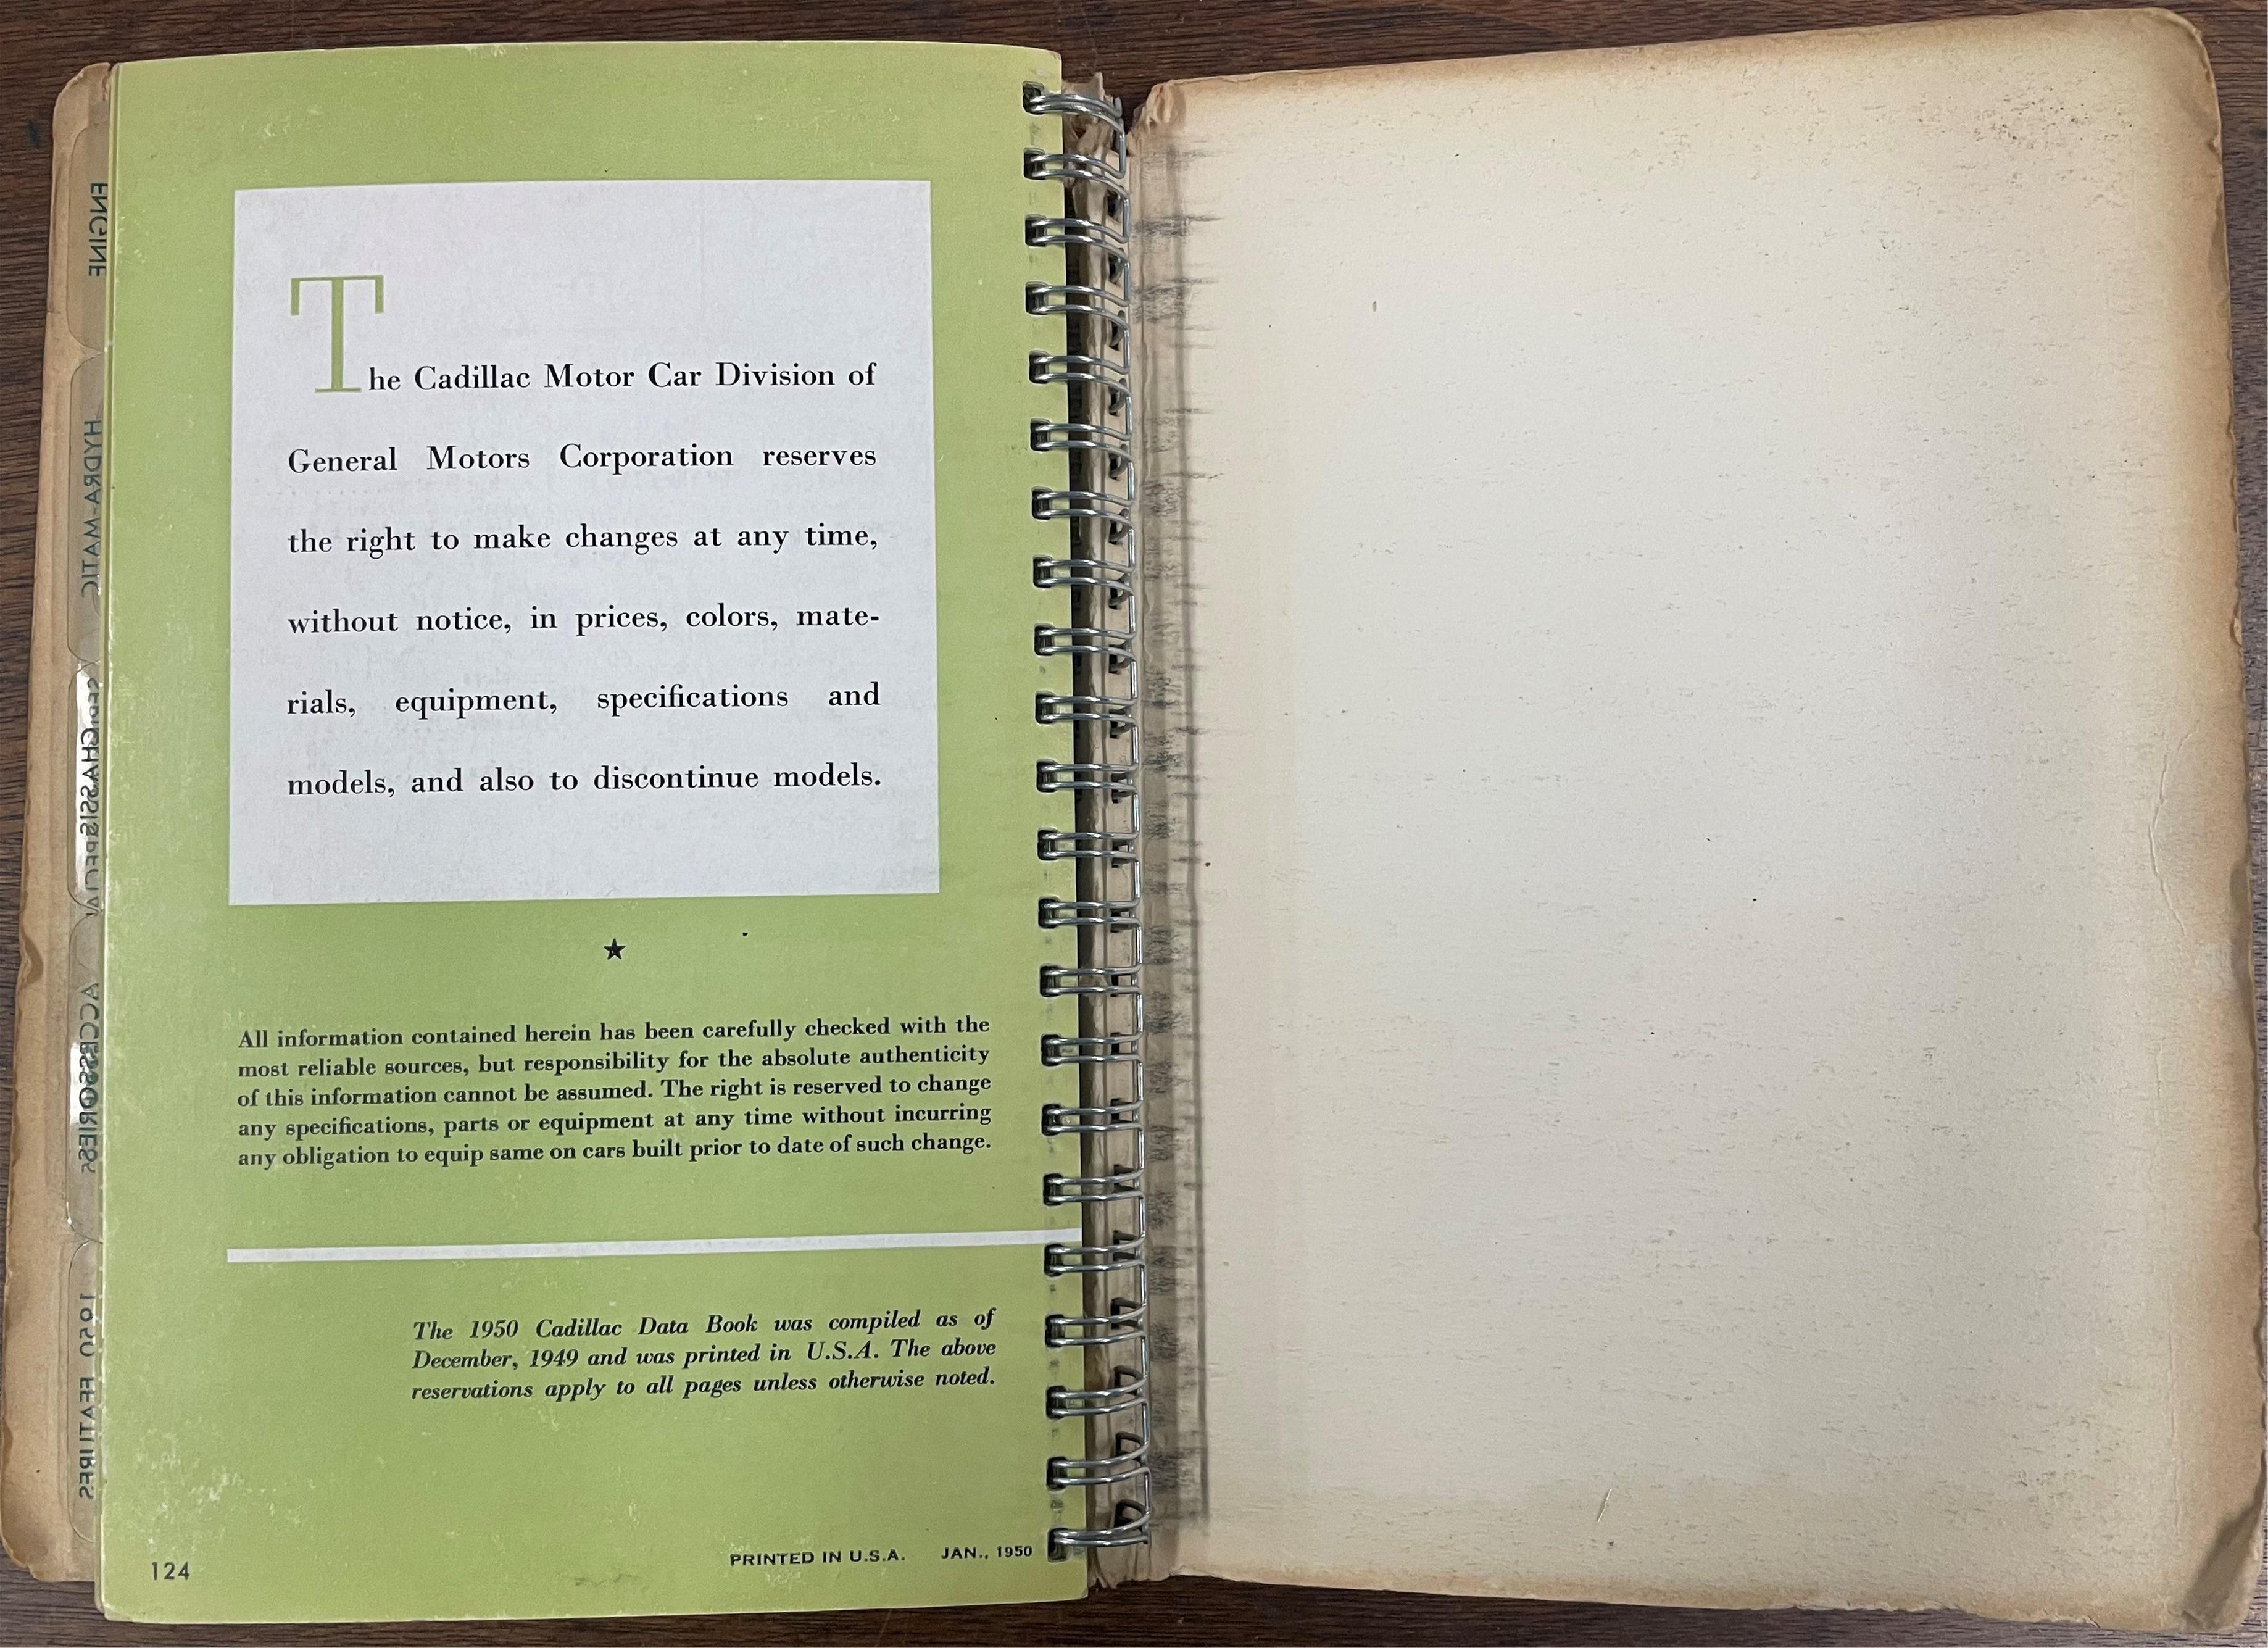 The Cadillac Motor Car Division of
General Motors Corporation reserves
the right to make changes at any time,
without notice, in prices, colors, mate-
rials, equipment, specifications and
models, and also to discontinue models.
★
All information contained herein has been carefully checked with the
most reliable sources, but responsibility for the absolute authenticity
of this information cannot be assumed. The right is reserved to change
any specifications, parts or equipment at any time without incurring
any obligation to equip same on cars built prior to date of such change.
The 1950 Cadillac Data Book was compiled as of
December, 1949 and was printed in U.S.A. The above
reservations apply to all pages unless otherwise noted.
124
PRINTED IN U.S.A. JAN., 1950
ENGINE
HYDRA-MATIC
CHASSIS
ACCESSORIES
1950 FEATURES